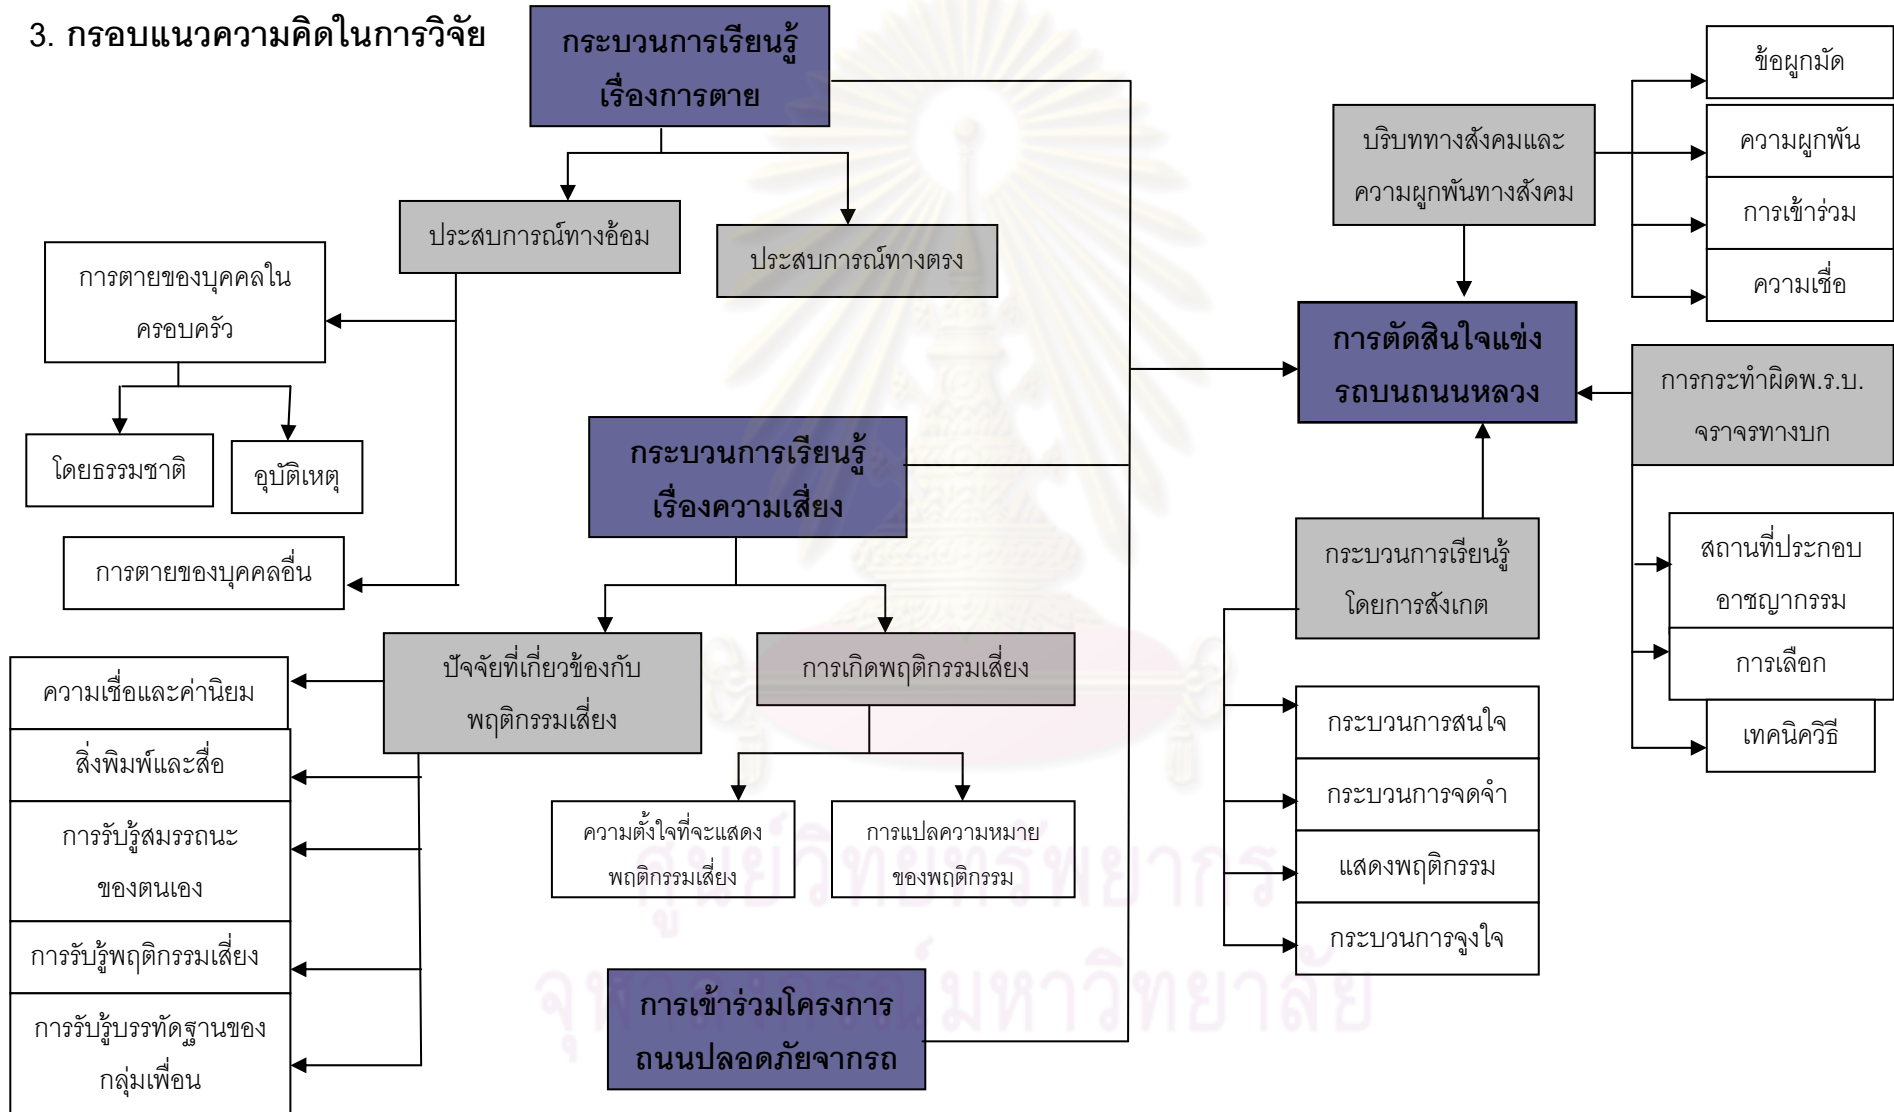 3. กรอบแนวความคิดในการวิจัย
กระบวนการเรียนรู้
เรื่องการตาย
ประสบการณ์ทางอ้อม
ประสบการณ์ทางตรง
การตายของบุคคลใน
ครอบครัว
โดยธรรมชาติ
อุบัติเหตุ
การตายของบุคคลอื่น
กระบวนการเรียนรู้
เรื่องความเสี่ยง
ปัจจัยที่เกี่ยวข้องกับ
พฤติกรรมเสี่ยง
การเกิดพฤติกรรมเสี่ยง
ความเชื่อและค่านิยม
สิ่งพิมพ์และสื่อ
การรับรู้สมรรถนะ
ของตนเอง
การรับรู้พฤติกรรมเสี่ยง
การรับรู้บรรทัดฐานของ
กลุ่มเพื่อน
ความตั้งใจที่จะแสดง
พฤติกรรมเสี่ยง
การแปลความหมาย
ของพฤติกรรม
การเข้าร่วมโครงการ
ถนนปลอดภัยจากรถ
บริบททางสังคมและ
ความผูกพันทางสังคม
ข้อผูกมัด
ความผูกพัน
การเข้าร่วม
ความเชื่อ
การตัดสินใจแข่ง
รถบนถนนหลวง
การกระทำผิดพ.ร.บ.
จราจรทางบก
สถานที่ประกอบ
อาชญากรรม
การเลือก
เทคนิควิธี
กระบวนการเรียนรู้
โดยการสังเกต
กระบวนการสนใจ
กระบวนการจดจำ
แสดงพฤติกรรม
กระบวนการจูงใจ
ศูนย์วิทยทรัพยากร
จุฬาลงกรณ์มหาวิทยาลัย